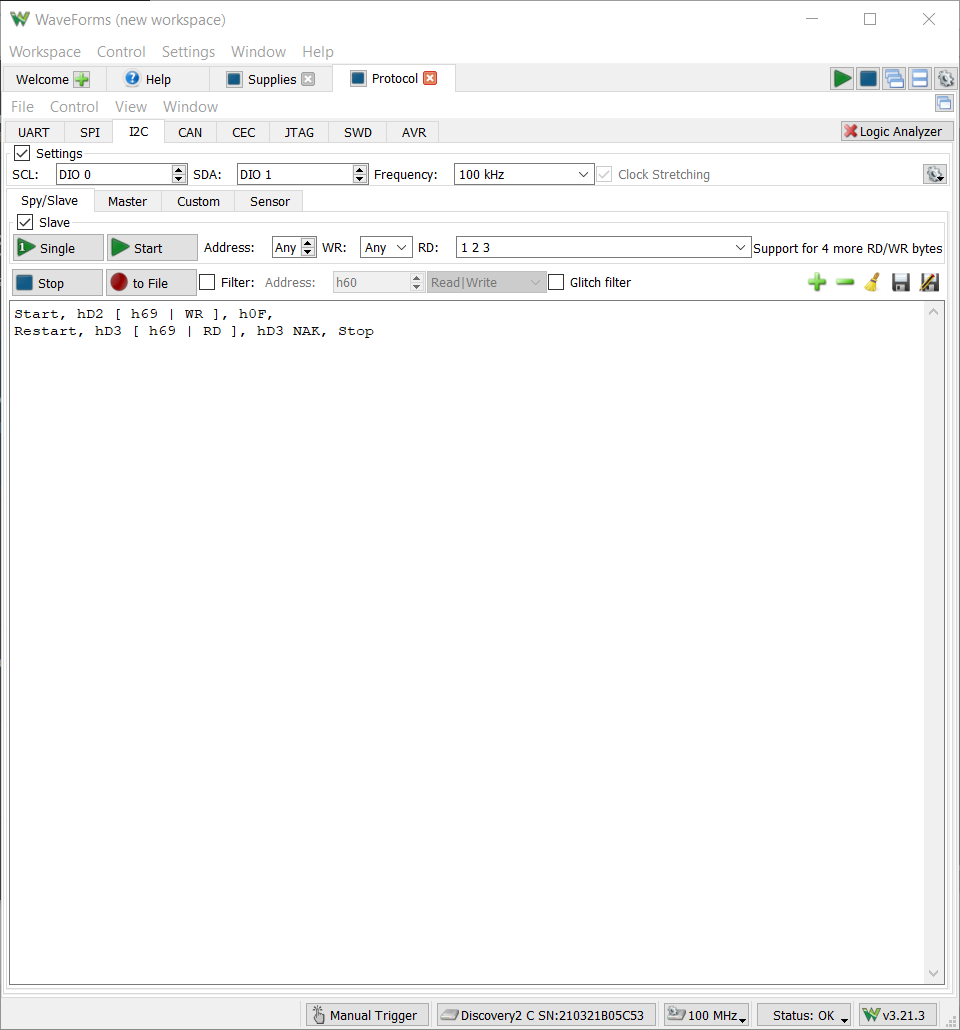 WaveForms (new workspace)
Workspace Control Settings Window Help
Welcome Help Supplies Protocol
File Control View Window
UART SPI I2C CAN CEC JTAG SWD AVR Logic Analyzer
Settings
SCL: DIO 0 SDA: DIO 1 Frequency: 100 kHz Clock Stretching
Spy/Slave Master Custom Sensor
Slave
1 Single Start Address: Any WR: Any RD: 1 2 3 Support for 4 more RD/WR bytes
Stop to File Filter: Address: h60 Read|Write Glitch filter
Start, hD2 [ h69 | WR ], h0F,
Restart, hD3 [ h69 | RD ], hD3 NAK, Stop
Manual Trigger Discovery2 C SN:210321B05C53 100 MHz Status: OK v3.21.3